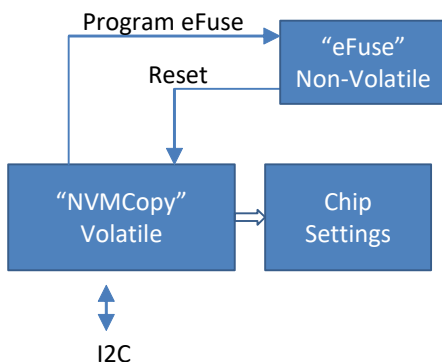 Program eFuse
“eFuse”
Non-Volatile
Reset
“NVMCopy”
Volatile
Chip
Settings
I2C